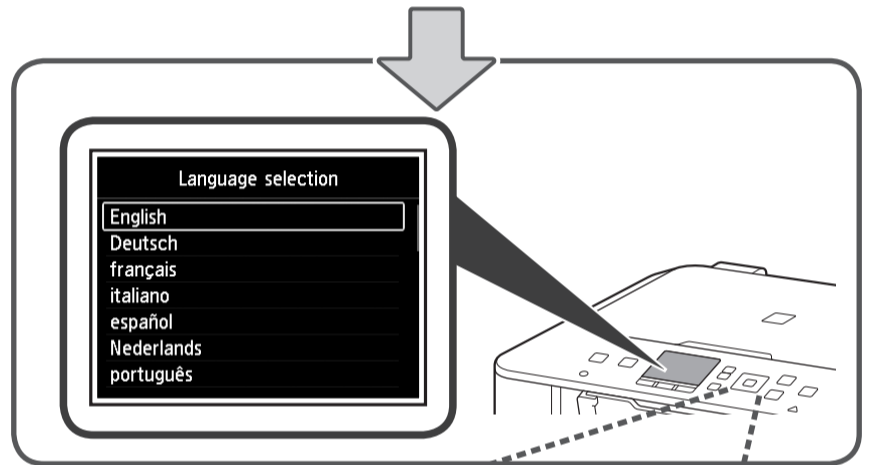 Language selection
English
Deutsch
français
italiano
español
Nederlands
português